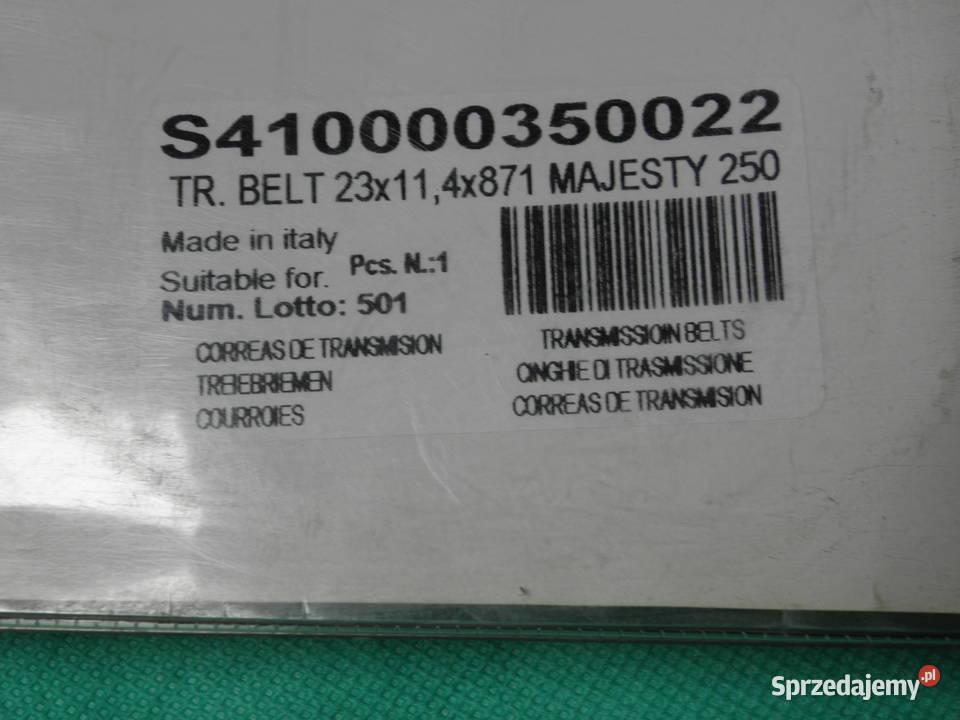 S410000350022
TR. BELT 23x11,4x871 MAJESTY 250
Made in italy
Suitable for. Pcs. N.:1
Num. Lotto: 501
CORREAS DE TRANSMISION
TREIEBRIEMEN
COURROIES
TRANSMISSIOIN BELTS
CINGHIE DI TRASMISSIONE
CORREAS DE TRANSMISION
Sprzedajemy.pl